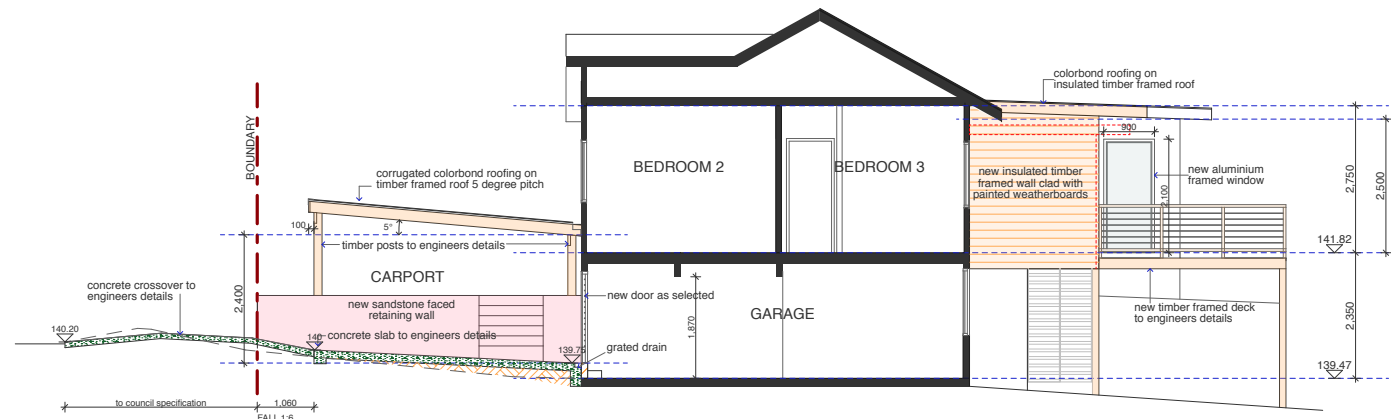 colorbond roofing on
insulated timber framed roof
BOUNDARY
900
BEDROOM 2
BEDROOM 3
corrugated colorbond roofing on
timber framed roof 5 degree pitch
new insulated timber
framed wall clad with
painted weatherboards
new aluminium
framed window
2,100
2,750
2,500
100
5°
timber posts to engineers details
141.82
CARPORT
concrete crossover to
engineers details
2,400
new sandstone faced
retaining wall
new door as selected
GARAGE
1,870
new timber framed deck
to engineers details
2,350
140.20
140
concrete slab to engineers details
139.75
grated drain
139.47
to council specification
1,060
FALL 1:6